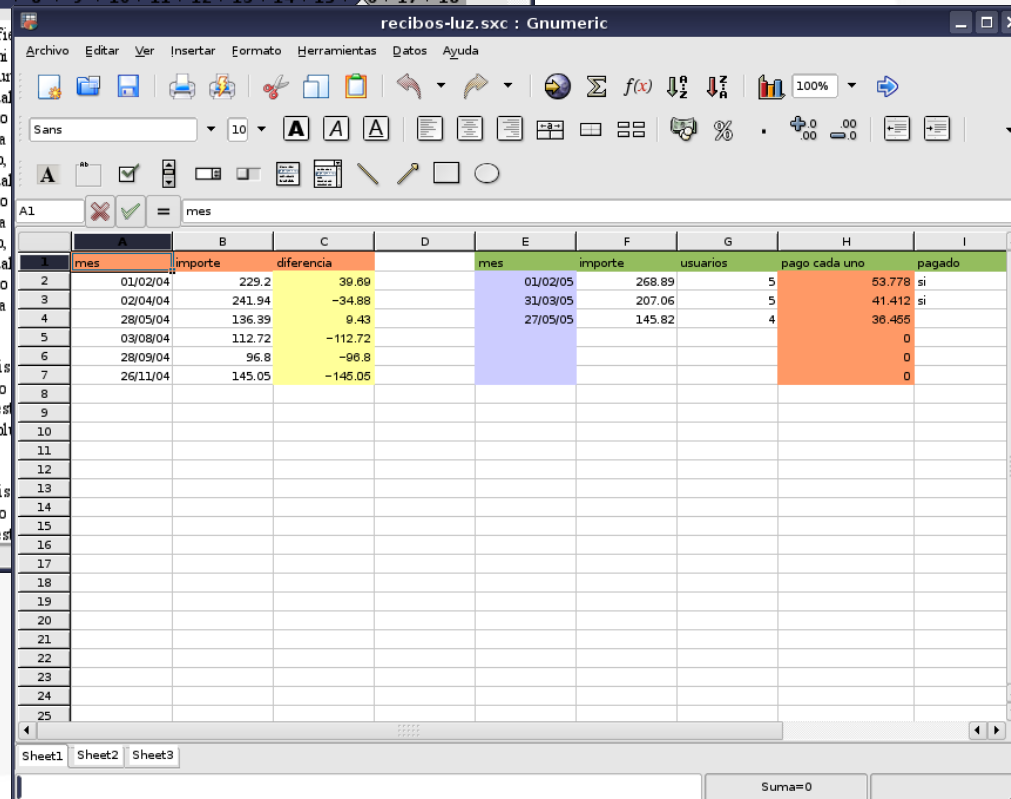 recibos-luz.sxc : Gnumeric
Archivo Editar Ver Insertar Formato Herramientas Datos Ayuda
f(x) A Z Z A 100%
Sans 10 A A A a % . .0 .00 .00 .0
A ab
A1 = mes
A B C D E F G H I
1 mes importe diferencia mes importe usuarios pago cada uno pagado
2 01/02/04 229.2 39.69 01/02/05 268.89 5 53.778 si
3 02/04/04 241.94 −34.88 31/03/05 207.06 5 41.412 si
4 28/05/04 136.39 9.43 27/05/05 145.82 4 36.455
5 03/08/04 112.72 −112.72 0
6 28/09/04 96.8 −96.8 0
7 26/11/04 145.05 −145.05 0
8
9
10
11
12
13
14
15
16
17
18
19
20
21
22
23
24
25
Sheet1 Sheet2 Sheet3
Suma=0